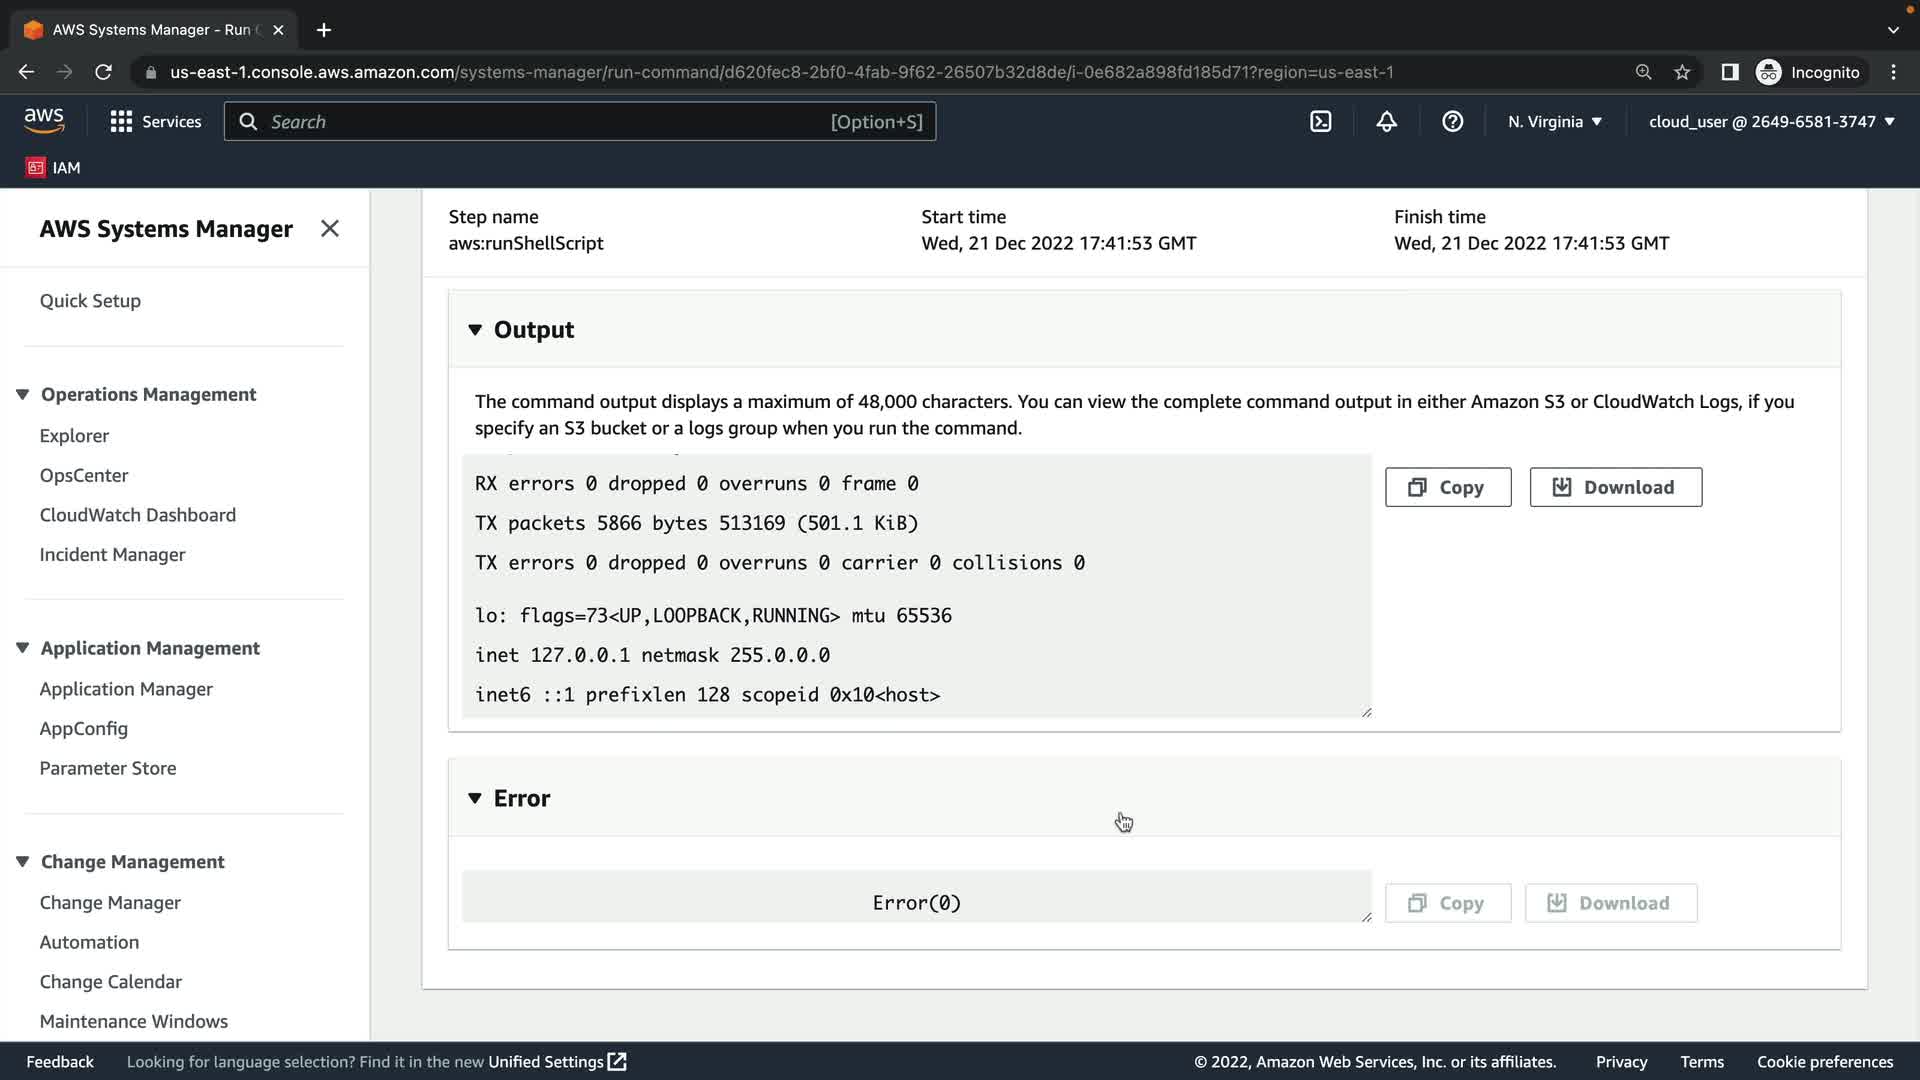 AWS Systems Manager - Run
us-east-1.console.aws.amazon.com/systems-manager/run-command/d620fec8-2bf0-4fab-9f62-26507b32d8de/i-0e682a898fd185d71?region=us-east-1
Incognito
aws
Services
Search
[Option+S]
N. Virginia
cloud_user @ 2649-6581-3747
IAM
AWS Systems Manager
Quick Setup
Operations Management
Explorer
OpsCenter
CloudWatch Dashboard
Incident Manager
Application Management
Application Manager
AppConfig
Parameter Store
Change Management
Change Manager
Automation
Change Calendar
Maintenance Windows
Step name
aws:runShellScript
Start time
Wed, 21 Dec 2022 17:41:53 GMT
Finish time
Wed, 21 Dec 2022 17:41:53 GMT
Output
The command output displays a maximum of 48,000 characters. You can view the complete command output in either Amazon S3 or CloudWatch Logs, if you
specify an S3 bucket or a logs group when you run the command.
RX errors 0 dropped 0 overruns 0 frame 0
TX packets 5866 bytes 513169 (501.1 KiB)
TX errors 0 dropped 0 overruns 0 carrier 0 collisions 0
lo: flags=73<UP,LOOPBACK,RUNNING> mtu 65536
inet 127.0.0.1 netmask 255.0.0.0
inet6 ::1 prefixlen 128 scopeid 0x10<host>
Copy
Download
Error
Error(0)
Copy
Download
Feedback
Looking for language selection? Find it in the new Unified Settings
© 2022, Amazon Web Services, Inc. or its affiliates.
Privacy
Terms
Cookie preferences